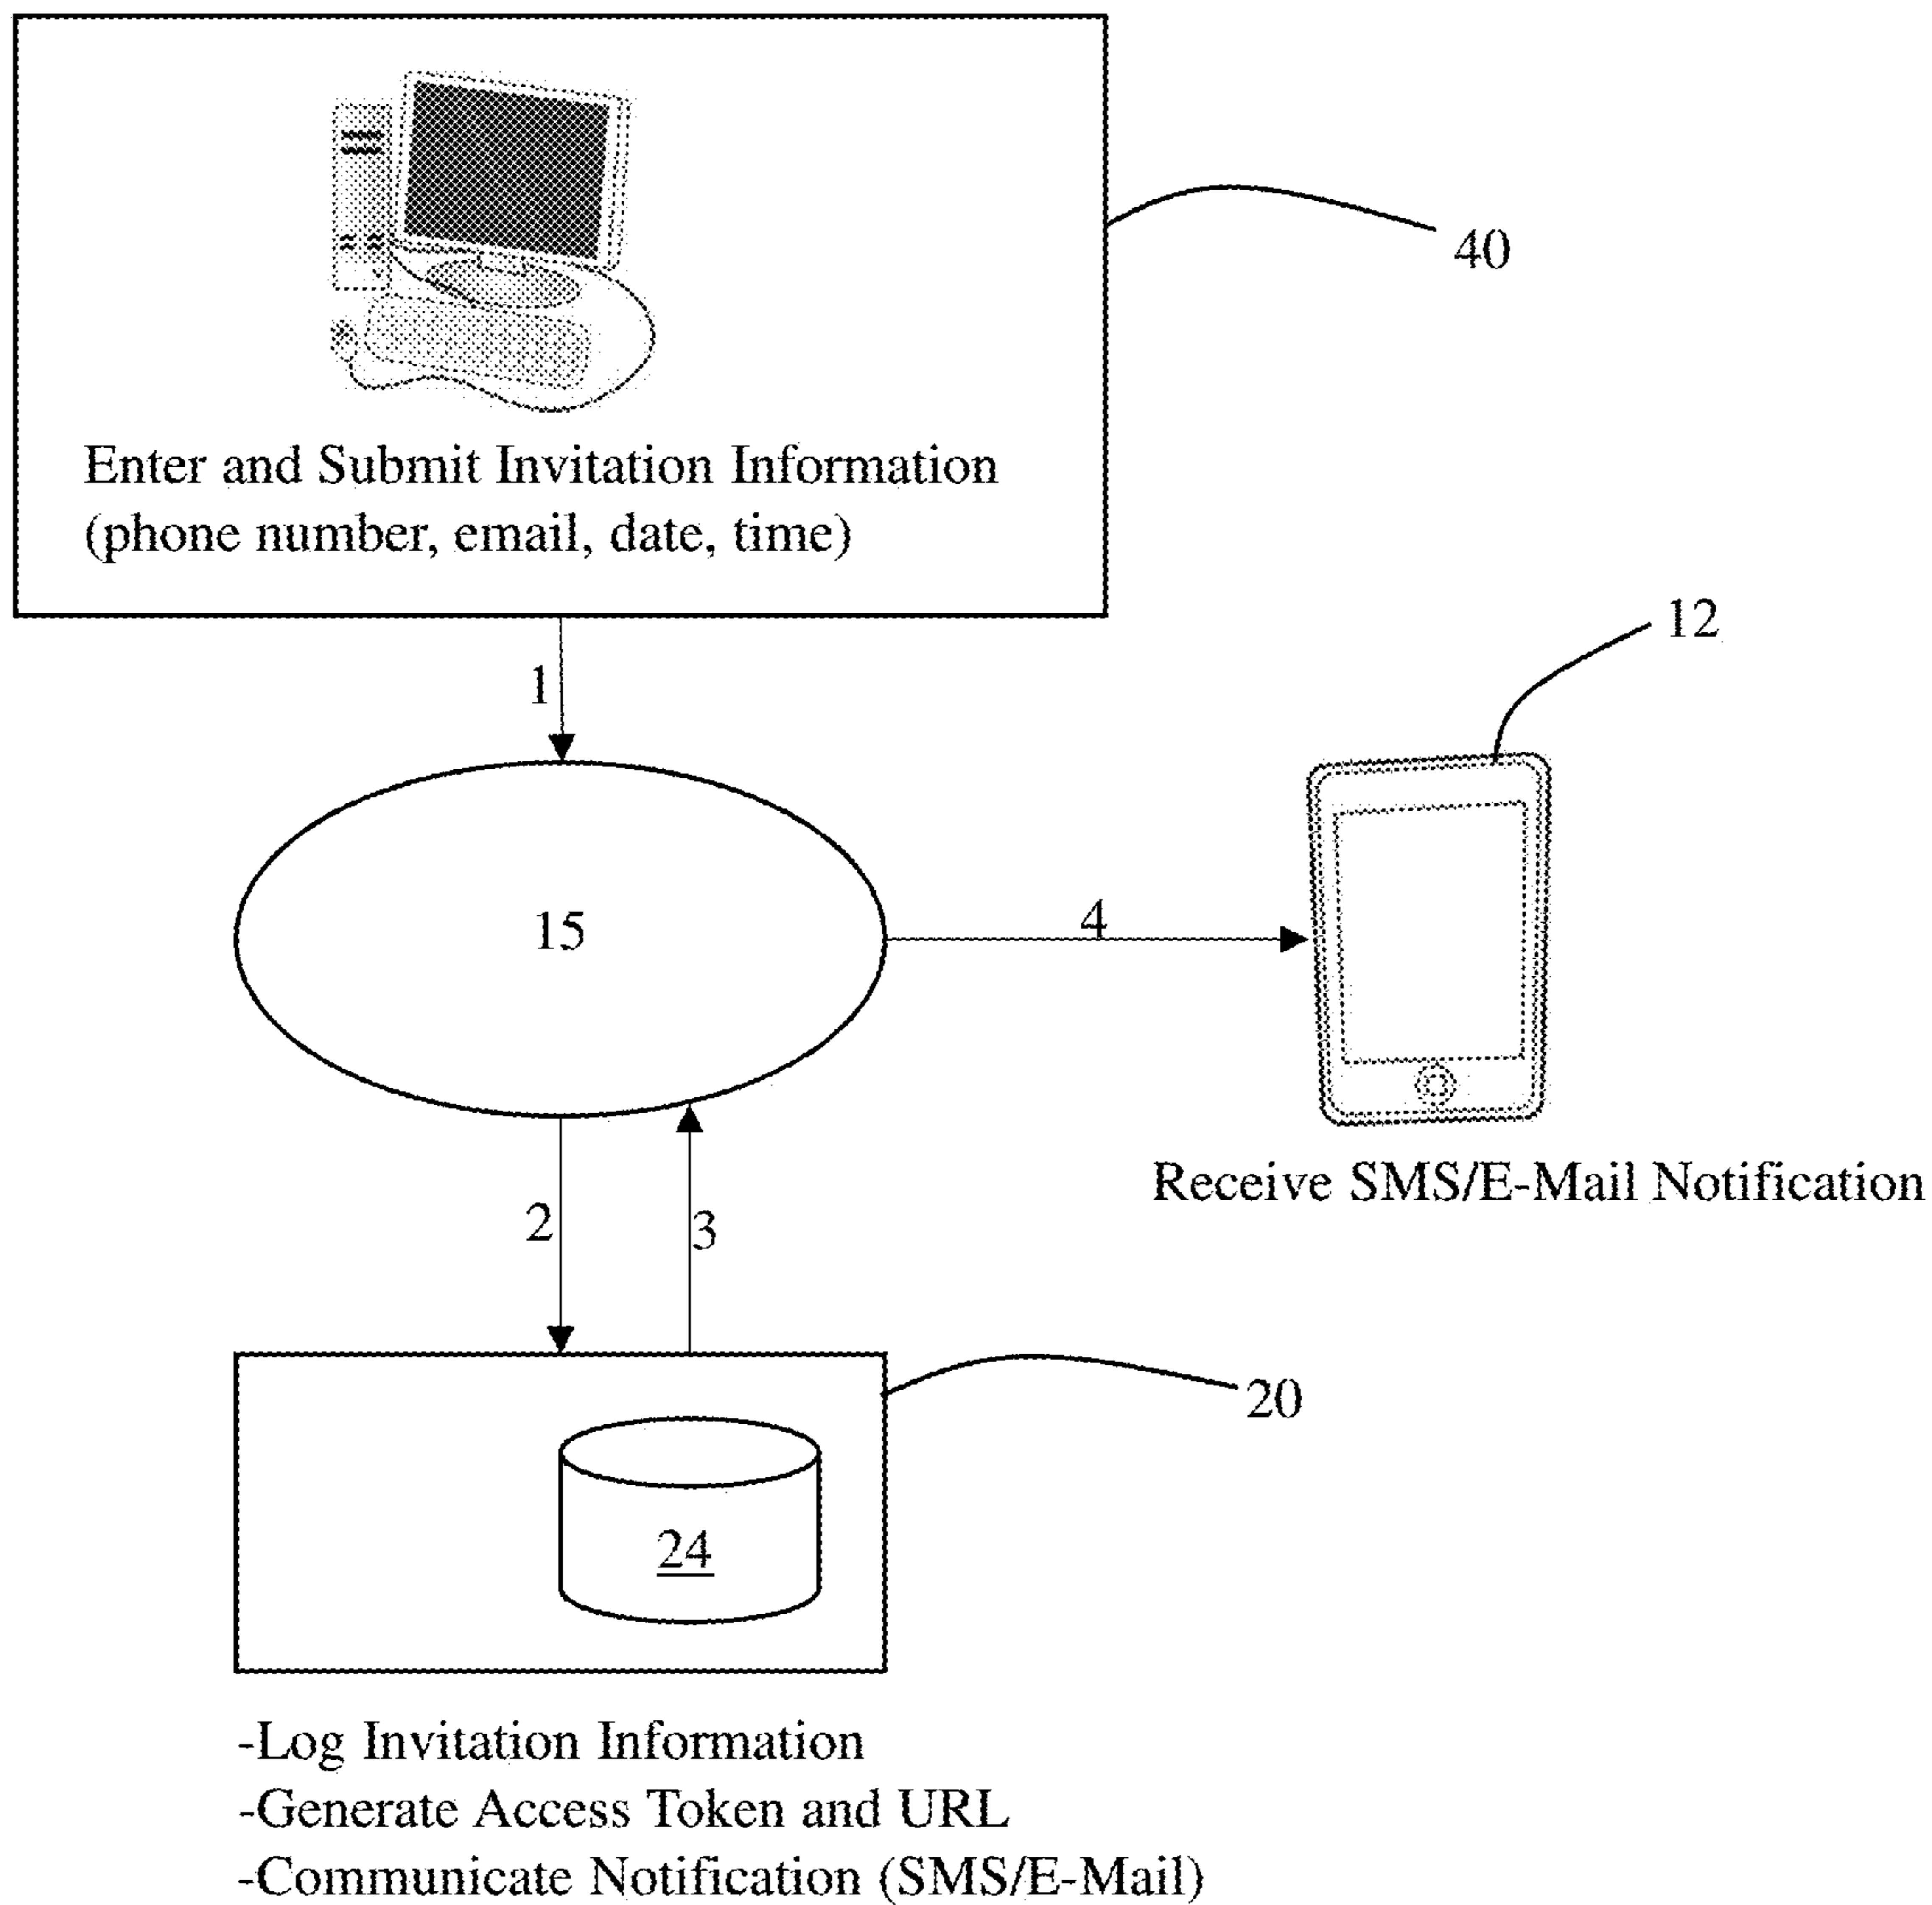 40
Enter and Submit Invitation Information
(phone number, email, date, time)
12
1
15
4
Receive SMS/E-Mail Notification
2
3
20
24
-Log Invitation Information
-Generate Access Token and URL
-Communicate Notification (SMS/E-Mail)